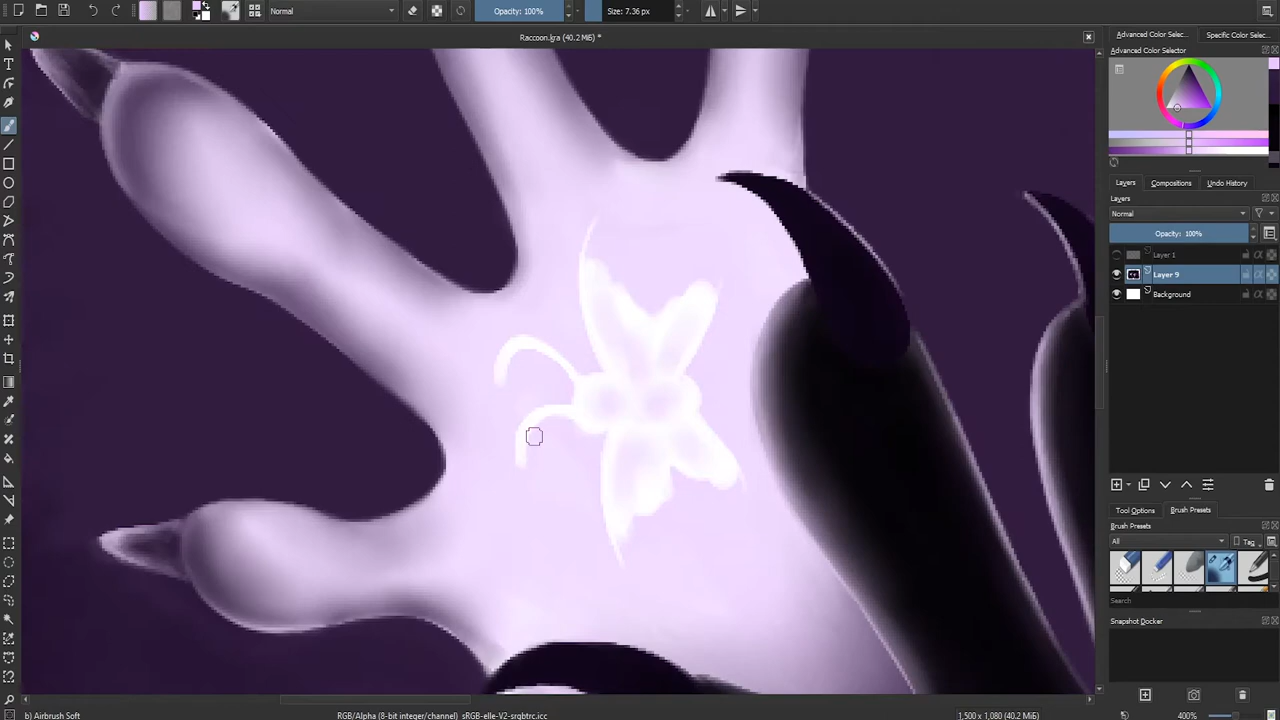 Normal
Opacity: 100%
Size: 7.36 px
Raccoon.kra (40.2 MiB) *
Advanced Color Selec...
Specific Color Selec...
Advanced Color Selector
Layers
Compositions
Undo History
Layers
Normal
Opacity: 100%
Layer 1
Layer 9
Background
Tool Options
Brush Presets
Brush Presets
All
Tag
Search
Snapshot Docker
b) Airbrush Soft
RGB/Alpha (8-bit integer/channel) sRGB-elle-V2-srgbtrc.icc
1,500 x 1,080 (40.2 MiB)
400%